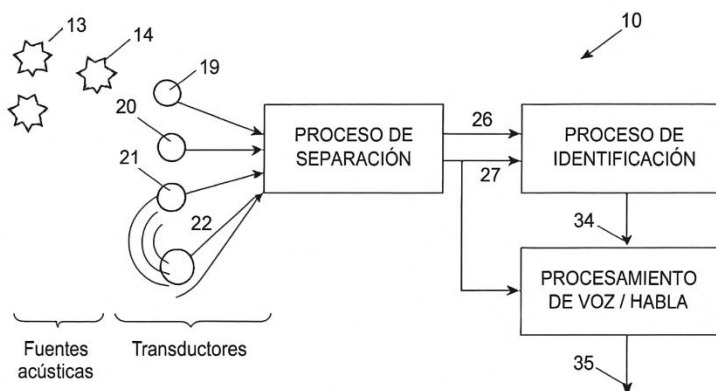 13
14
10
19
20
21
22
PROCESO DE
SEPARACIÓN
26
27
PROCESO DE
IDENTIFICACIÓN
34
PROCESAMIENTO
DE VOZ / HABLA
35
Fuentes
acústicas
Transductores